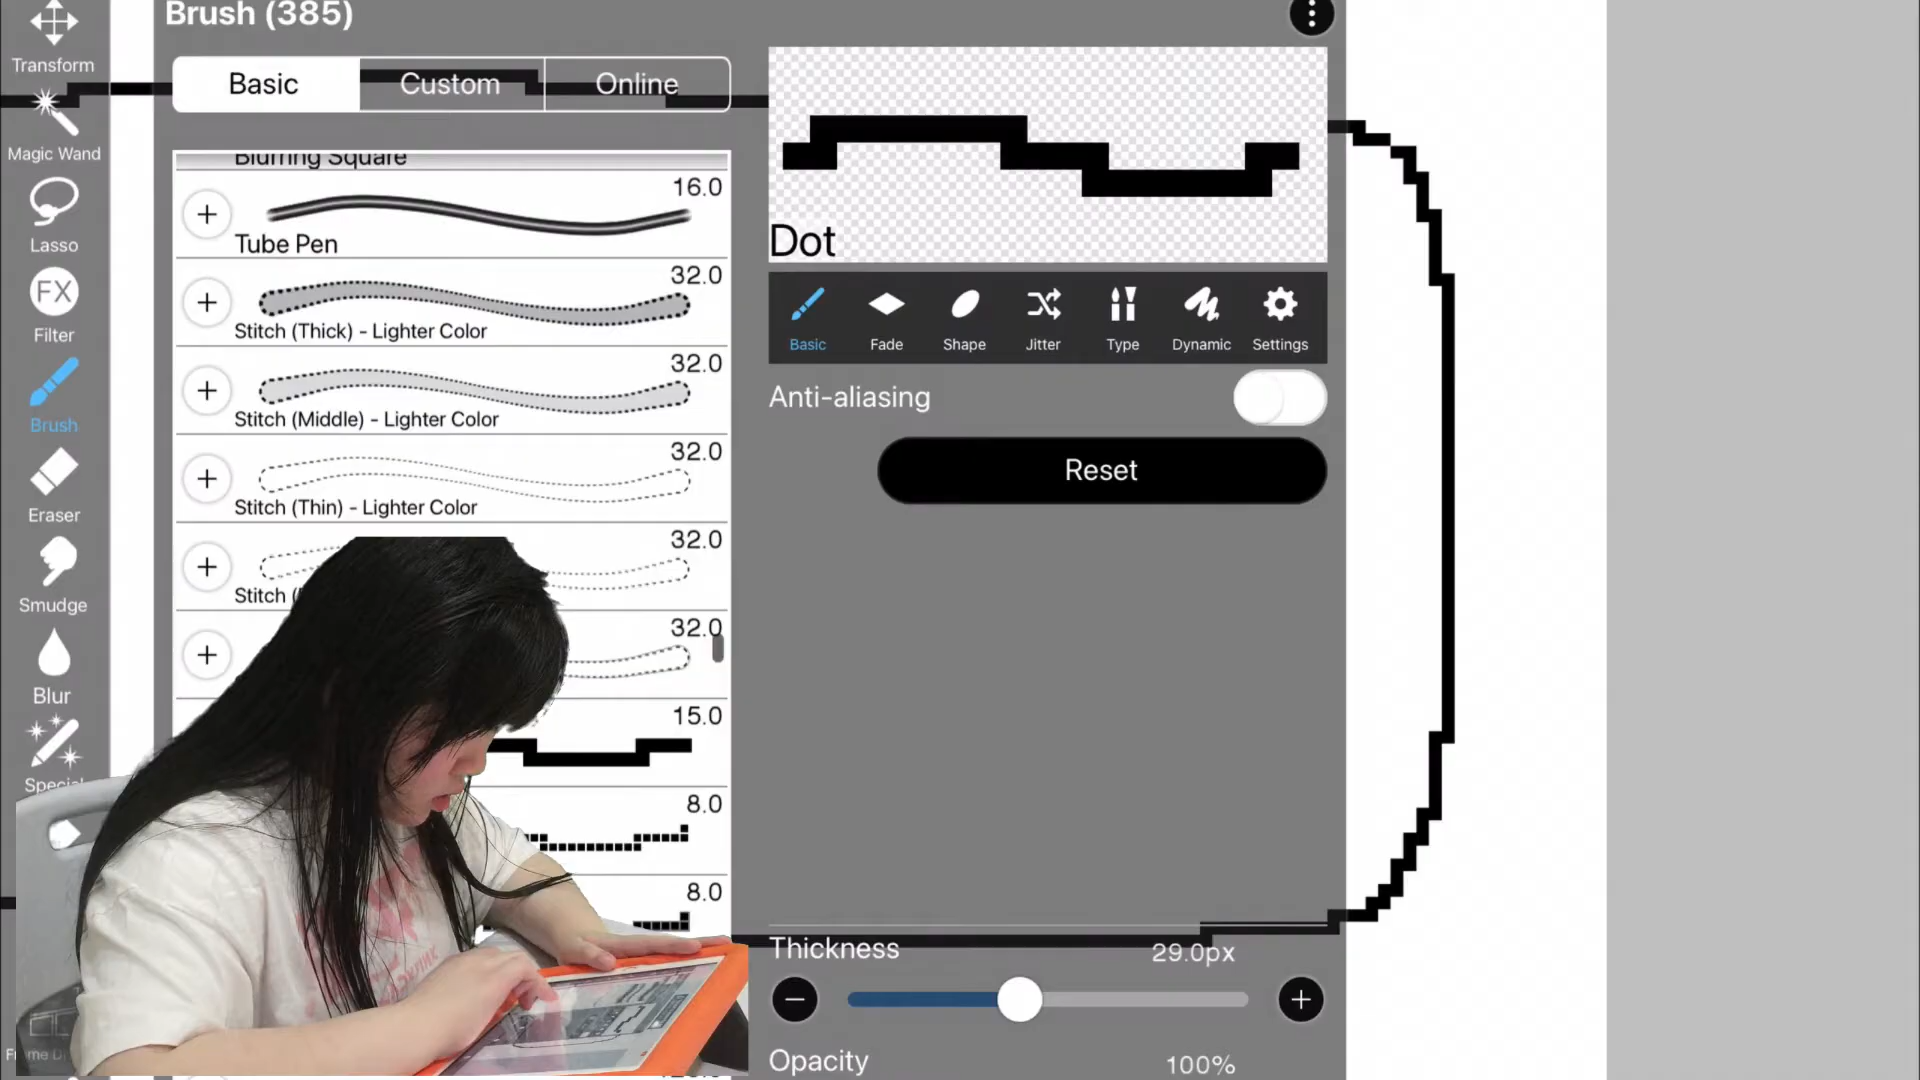 Brush (385)
Transform
Magic Wand
Lasso
FX
Filter
Brush
Eraser
Smudge
Blur
Basic
Custom
Online
Blurring Square
16.0
Tube Pen
32.0
Stitch (Thick) - Lighter Color
32.0
Stitch (Middle) - Lighter Color
32.0
Stitch (Thin) - Lighter Color
32.0
Stitch (
32.0
15.0
8.0
8.0
Dot
Basic
Fade
Shape
Jitter
Type
Dynamic
Settings
Anti-aliasing
Reset
Thickness
29.0px
Opacity
100%